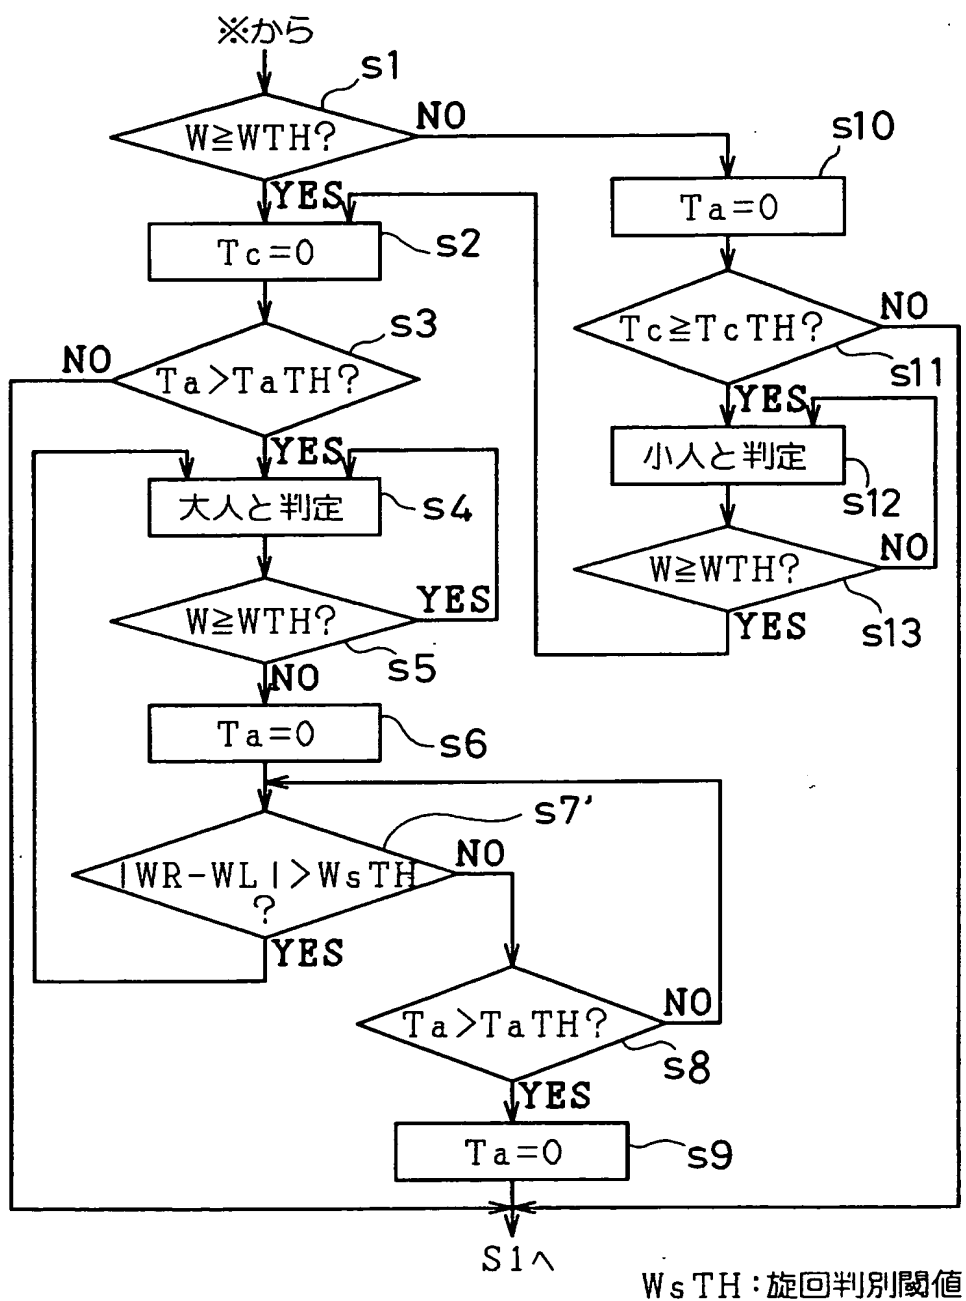 ※から
s1
W≧WTH?
NO
YES
s2
Tc=0
s3
NO
Ta>TaTH?
YES
大人と判定
s4
W≧WTH?
YES
s5
NO
Ta=0
s6
s7'
|WR-WL|>WsTH
?
NO
YES
Ta>TaTH?
NO
s8
YES
Ta=0
s9
S1へ
s10
Ta=0
NO
Tc≧TcTH?
s11
YES
小人と判定
s12
NO
W≧WTH?
s13
YES
WsTH:旋回判別閾値